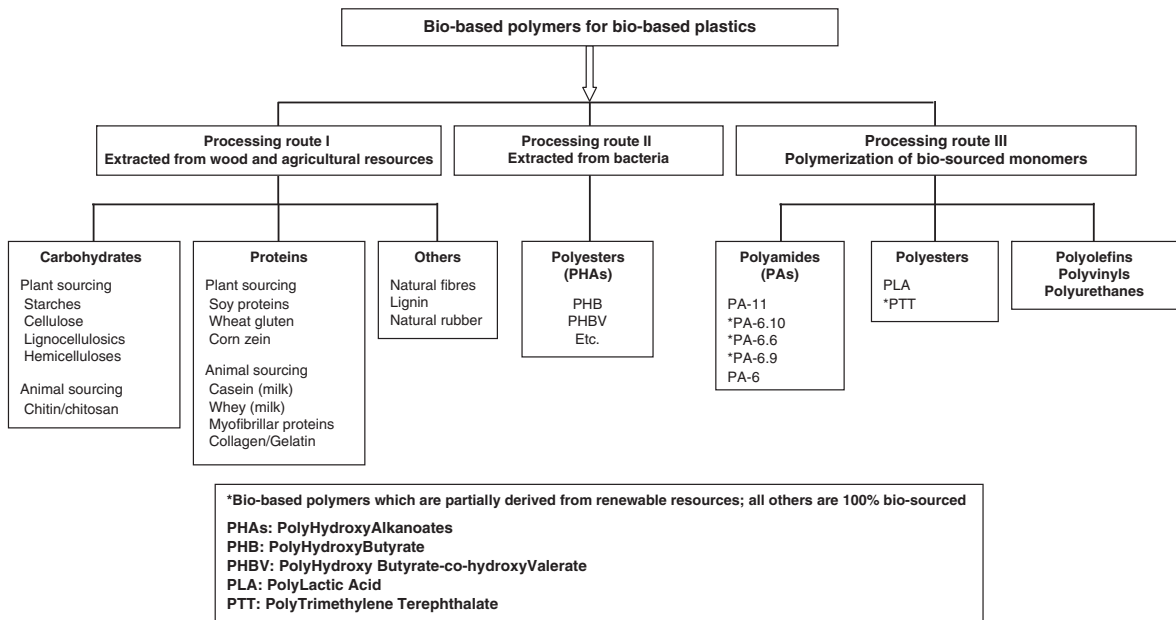 Bio-based polymers for bio-based plastics
Processing route I
Extracted from wood and agricultural resources
Processing route II
Extracted from bacteria
Processing route III
Polymerization of bio-sourced monomers
Carbohydrates
Plant sourcing
Starches
Cellulose
Lignocellulosics
Hemicelluloses
Animal sourcing
Chitin/chitosan
Proteins
Plant sourcing
Soy proteins
Wheat gluten
Corn zein
Animal sourcing
Casein (milk)
Whey (milk)
Myofibrillar proteins
Collagen/Gelatin
Others
Natural fibres
Lignin
Natural rubber
Polyesters
(PHAs)
PHB
PHBV
Etc.
Polyamides
(PAs)
PA-11
*PA-6.10
*PA-6.6
*PA-6.9
PA-6
Polyesters
PLA
*PTT
Polyolefins
Polyvinyls
Polyurethanes
*Bio-based polymers which are partially derived from renewable resources; all others are 100% bio-sourced
PHAs: PolyHydroxyAlkanoates
PHB: PolyHydroxyButyrate
PHBV: PolyHydroxy Butyrate-co-hydroxyValerate
PLA: PolyLactic Acid
PTT: PolyTrimethylene Terephthalate